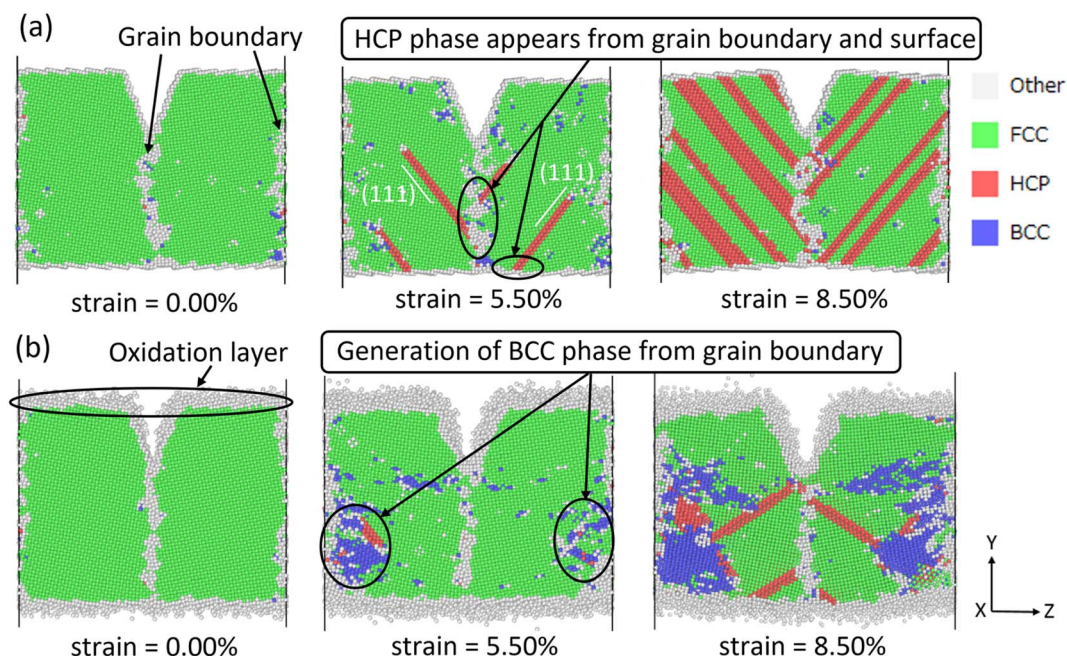 (a)
Grain boundary
HCP phase appears from grain boundary and surface
Other
FCC
HCP
BCC
(111)
(111)
strain = 0.00%
strain = 5.50%
strain = 8.50%
(b)
Oxidation layer
Generation of BCC phase from grain boundary
Y
X
Z
strain = 0.00%
strain = 5.50%
strain = 8.50%